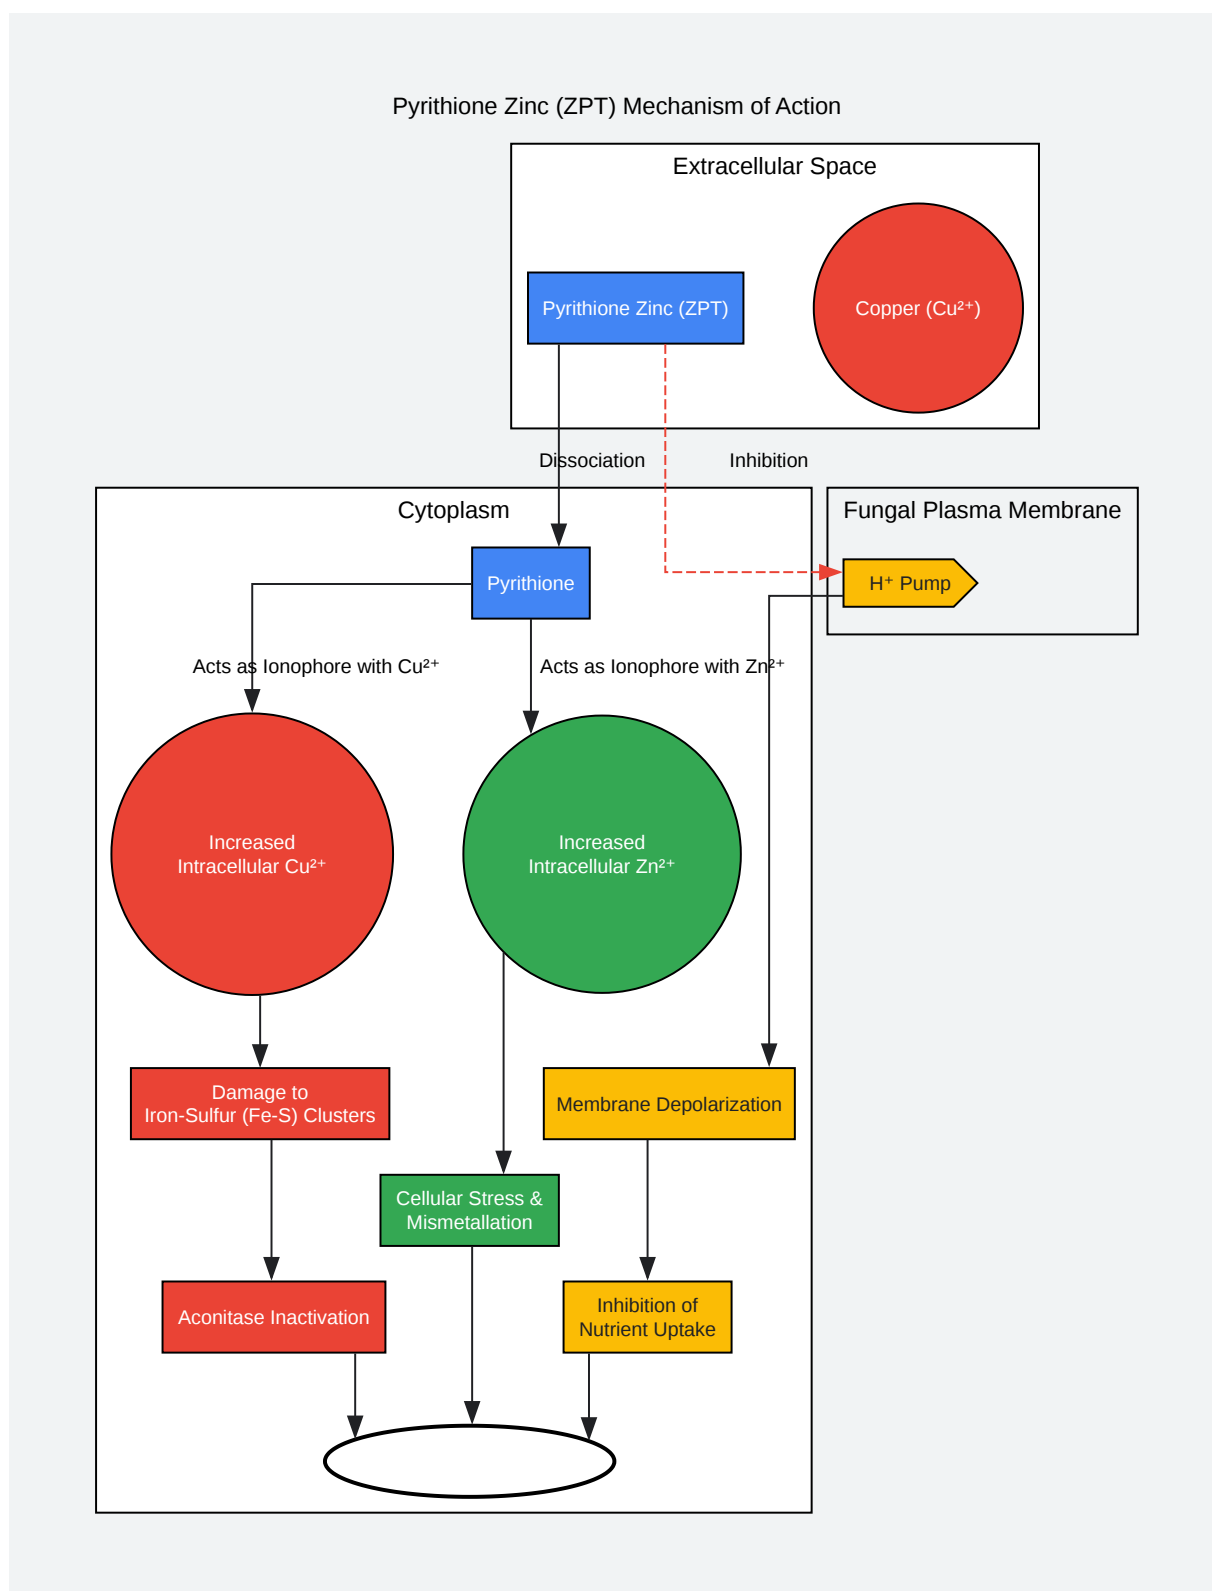 Pyrithione Zinc (ZPT) Mechanism of Action
Extracellular Space
Pyrithione Zinc (ZPT)
Copper (Cu²⁺)
Dissociation
Inhibition
Cytoplasm
Fungal Plasma Membrane
Pyrithione
H⁺ Pump
Acts as Ionophore with Cu²⁺
Acts as Ionophore with Zn²⁺
Increased
Intracellular Cu²⁺
Increased
Intracellular Zn²⁺
Damage to
Iron-Sulfur (Fe-S) Clusters
Membrane Depolarization
Cellular Stress &
Mismetallation
Aconitase Inactivation
Inhibition of
Nutrient Uptake